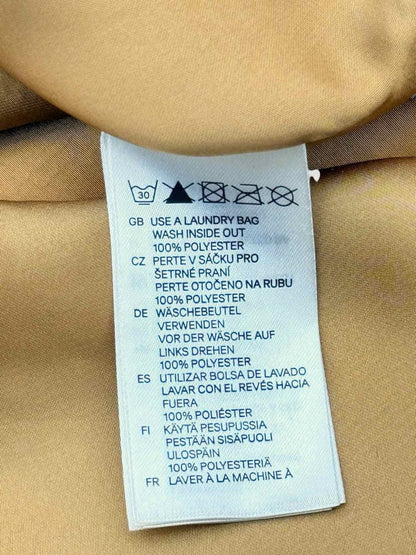 30
GB USE A LAUNDRY BAG
WASH INSIDE OUT
100% POLYESTER
CZ PERTE V SÁČKU PRO
ŠETRNÉ PRANÍ
PERTE OTOČENO NA RUBU
100% POLYESTER
DE WÄSCHEBEUTEL
VERWENDEN
VOR DER WÄSCHE AUF
LINKS DREHEN
100% POLYESTER
ES UTILIZAR BOLSA DE LAVADO
LAVAR CON EL REVÉS HACIA
FUERA
100% POLIÉSTER
FI KÄYTÄ PESUPUSSIA
PESTÄÄN SISÄPUOLI
ULOSPÄIN
100% POLYESTERIÄ
FR LAVER À LA MACHINE À